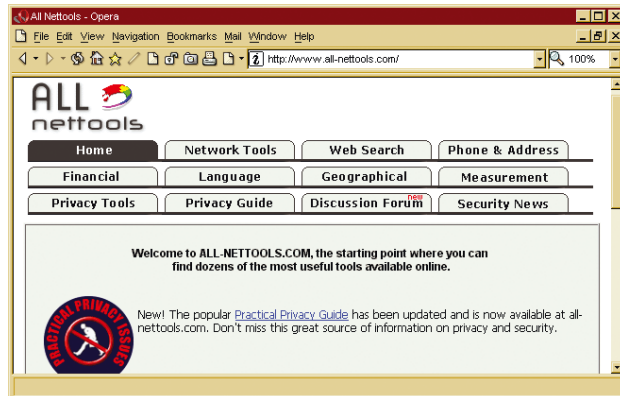 All Nettools - Opera
File Edit View Navigation Bookmarks Mail Window Help
http://www.all-nettools.com/ 100%
ALL
nettools
Home Network Tools Web Search Phone & Address
Financial Language Geographical Measurement
new
Privacy Tools Privacy Guide Discussion Forum Security News
Welcome to ALL-NETTOOLS.COM, the starting point where you can
find dozens of the most useful tools available online.
PRACTICAL PRIVACY ISSUES
New! The popular Practical Privacy Guide has been updated and is now available at all-
nettools.com. Don't miss this great source of information on privacy and security.